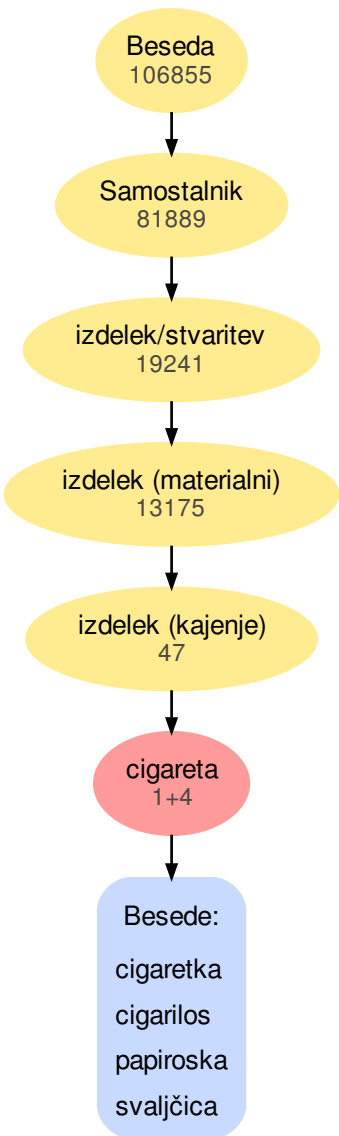 Beseda
106855
Samostalnik
81889
izdelek/stvaritev
19241
izdelek (materialni)
13175
izdelek (kajenje)
47
cigareta
1+4
Besede:
cigaretka
cigarilos
papiroska
svaljčica